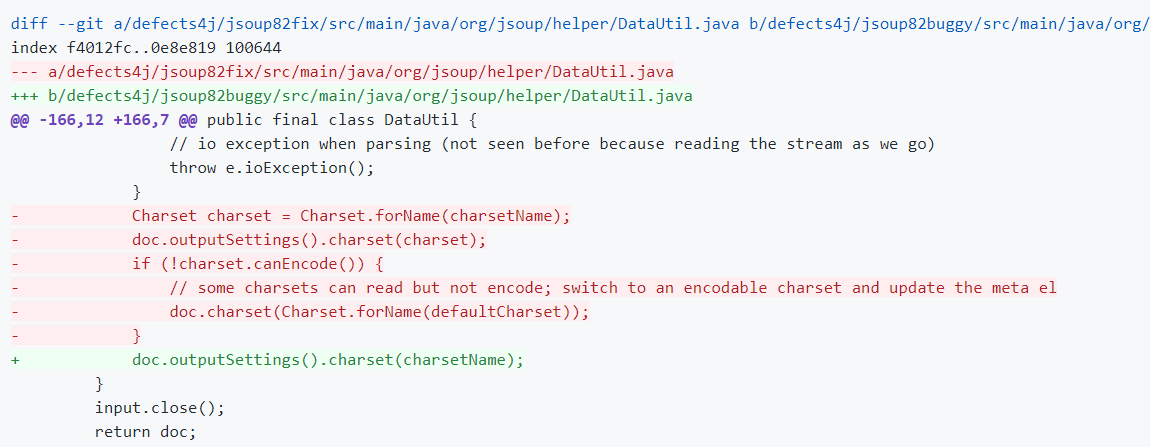 diff --git a/defects4j/jsoup82fix/src/main/java/org/jsoup/helper/DataUtil.java b/defects4j/jsoup82buggy/src/main/java/org/
index f4012fc..0e8e819 100644
--- a/defects4j/jsoup82fix/src/main/java/org/jsoup/helper/DataUtil.java
+++ b/defects4j/jsoup82buggy/src/main/java/org/jsoup/helper/DataUtil.java
@@ -166,12 +166,7 @@ public final class DataUtil {
                 // io exception when parsing (not seen before because reading the stream as we go)
                 throw e.ioException();
             }
-            Charset charset = Charset.forName(charsetName);
-            doc.outputSettings().charset(charset);
-            if (!charset.canEncode()) {
-                // some charsets can read but not encode; switch to an encodable charset and update the meta el
-                doc.charset(Charset.forName(defaultCharset));
-            }
+            doc.outputSettings().charset(charsetName);
         }
         input.close();
         return doc;